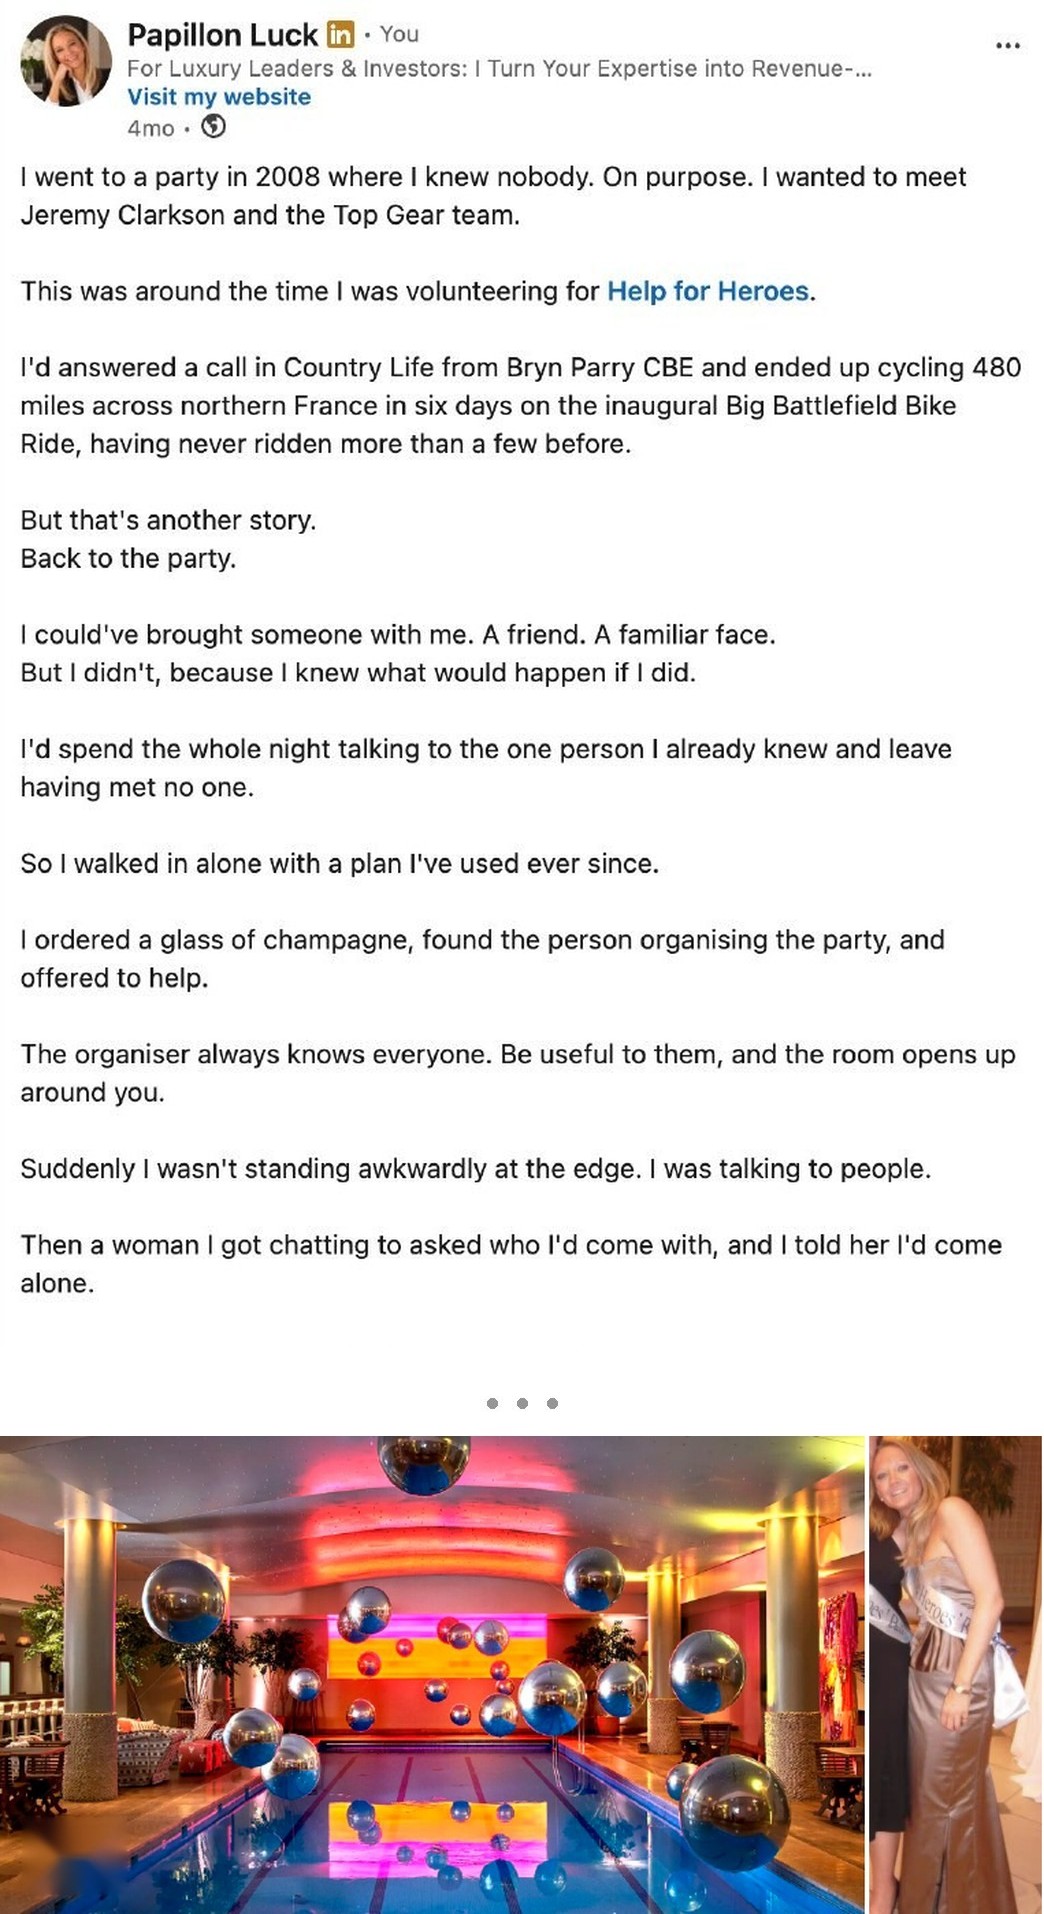 Papillon Luck in • You
For Luxury Leaders & Investors: I Turn Your Expertise into Revenue-...
Visit my website
4mo •
I went to a party in 2008 where I knew nobody. On purpose. I wanted to meet
Jeremy Clarkson and the Top Gear team.
This was around the time I was volunteering for Help for Heroes.
I'd answered a call in Country Life from Bryn Parry CBE and ended up cycling 480
miles across northern France in six days on the inaugural Big Battlefield Bike
Ride, having never ridden more than a few before.
But that's another story.
Back to the party.
I could've brought someone with me. A friend. A familiar face.
But I didn't, because I knew what would happen if I did.
I'd spend the whole night talking to the one person I already knew and leave
having met no one.
So I walked in alone with a plan I've used ever since.
I ordered a glass of champagne, found the person organising the party, and
offered to help.
The organiser always knows everyone. Be useful to them, and the room opens up
around you.
Suddenly I wasn't standing awkwardly at the edge. I was talking to people.
Then a woman I got chatting to asked who I'd come with, and I told her I'd come
alone.